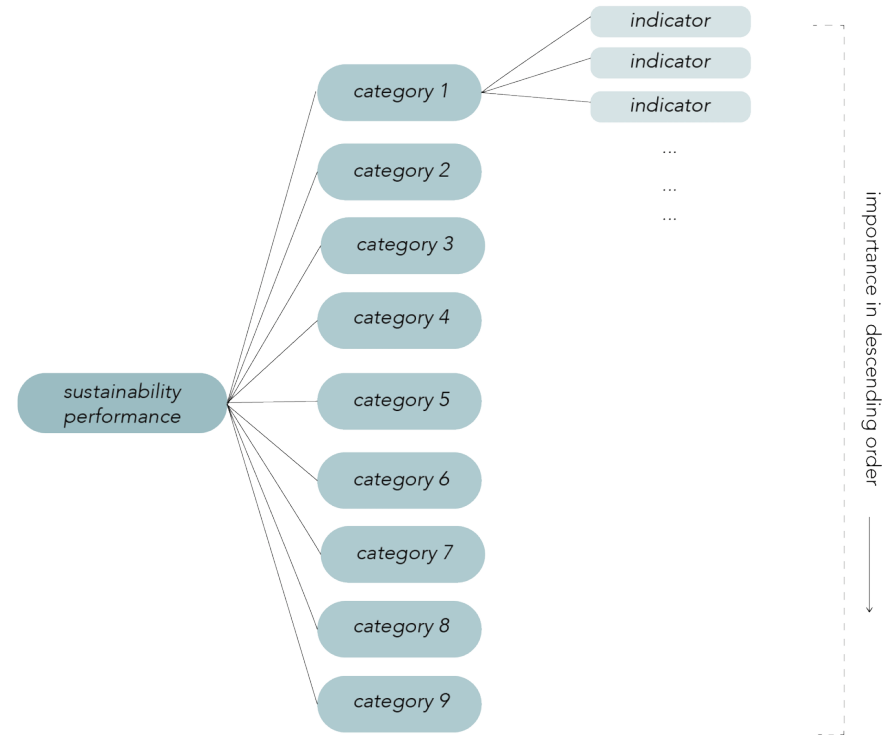 indicator
indicator
indicator
...
...
...
category 1
category 2
category 3
category 4
category 5
category 6
category 7
category 8
category 9
sustainability
performance
importance in descending order